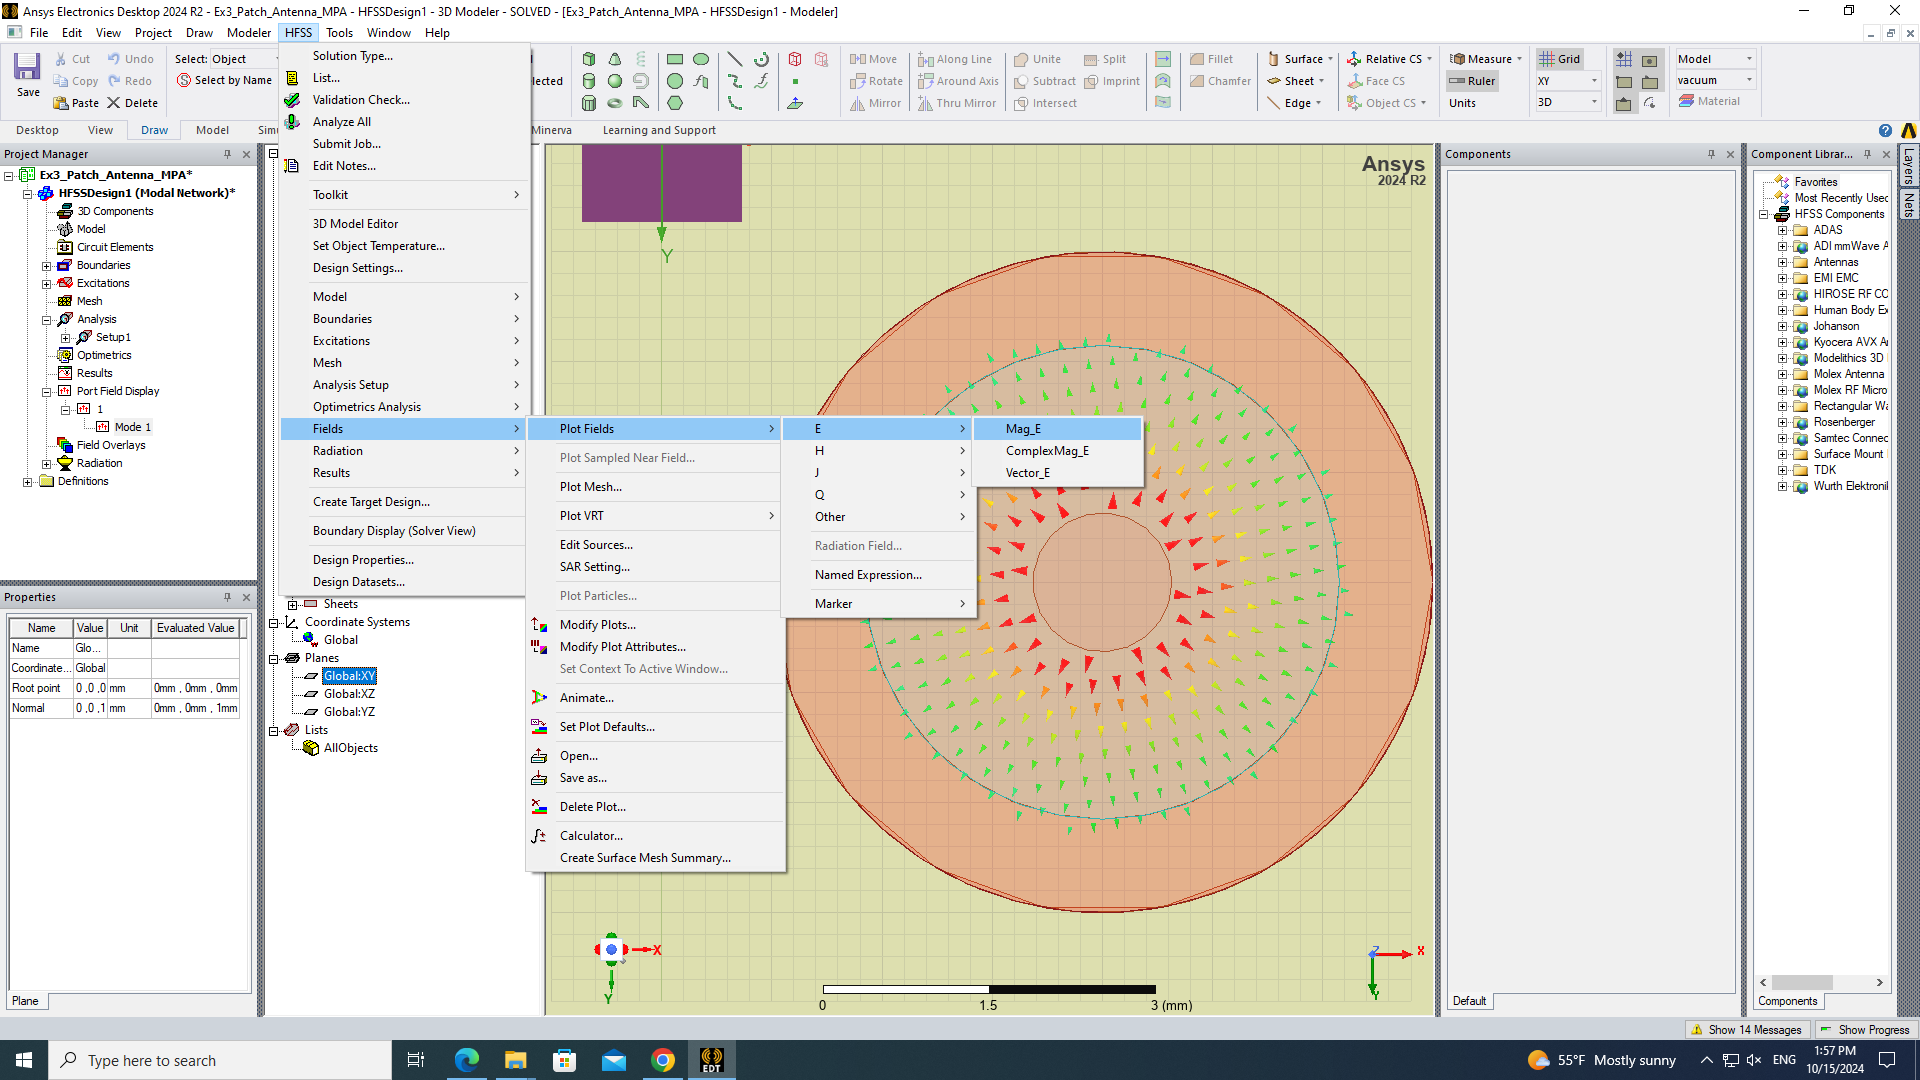 Ansys Electronics Desktop 2024 R2 - Ex3_Patch_Antenna_MPA - HFSSDesign1 - 3D Modeler - SOLVED - [Ex3_Patch_Antenna_MPA - HFSSDesign1 - Modeler]
File Edit View Project Draw Modeler HFSS Tools Window Help
Save
Cut Undo
Copy Redo
Paste Delete
Select: Object
Select by Name
Move
Rotate
Mirror
Along Line
Around Axis
Thru Mirror
Unite
Subtract
Intersect
Split
Imprint
Fillet
Chamfer
Surface
Sheet
Edge
Relative CS
Face CS
Object CS
Measure
Ruler
Units
Grid
XY
3D
Model
vacuum
Material
Desktop View Draw Model Minerva Learning and Support
Project Manager
Ex3_Patch_Antenna_MPA*
HFSSDesign1 (Modal Network)*
3D Components
Model
Circuit Elements
Boundaries
Excitations
Mesh
Analysis
Setup1
Optimetrics
Results
Port Field Display
1
Mode 1
Field Overlays
Radiation
Definitions
Properties
Name Value Unit Evaluated Value
Name Glo...
Coordinate... Global
Root point 0 ,0 ,0 mm 0mm , 0mm , 0mm
Normal 0 ,0 ,1 mm 0mm , 0mm , 1mm
Plane
Solution Type...
List...
Validation Check...
Analyze All
Submit Job...
Edit Notes...
Toolkit
3D Model Editor
Set Object Temperature...
Design Settings...
Model
Boundaries
Excitations
Mesh
Analysis Setup
Optimetrics Analysis
Fields
Radiation
Results
Create Target Design...
Boundary Display (Solver View)
Design Properties...
Design Datasets...
Sheets
Coordinate Systems
Global
Planes
Global:XY
Global:XZ
Global:YZ
Lists
AllObjects
Plot Fields
Plot Sampled Near Field...
Plot Mesh...
Plot VRT
Edit Sources...
SAR Setting...
Plot Particles...
Modify Plots...
Modify Plot Attributes...
Set Context To Active Window...
Animate...
Set Plot Defaults...
Open...
Save as...
Delete Plot...
Calculator...
Create Surface Mesh Summary...
E
H
J
Q
Other
Radiation Field...
Named Expression...
Marker
Mag_E
ComplexMag_E
Vector_E
Ansys
2024 R2
Y
X
Y
0 1.5 3 (mm)
Z
X
Y
Components
Default
Component Librar...
Favorites
HFSS Components
ADAS
ADI mmWave
Antennas
EMI EMC
HIROSE RF
Human Body
Johanson
Kyocera AVX
Modelithics 3D
Molex Antenna
Molex RF Micro
Rectangular
Rosenberger
Samtec
Surface Mount
TDK
Wurth
Components
Layers
Nets
Show 14 Messages Show Progress
Type here to search
EDT
55°F Mostly sunny
ENG
1:57 PM
10/15/2024